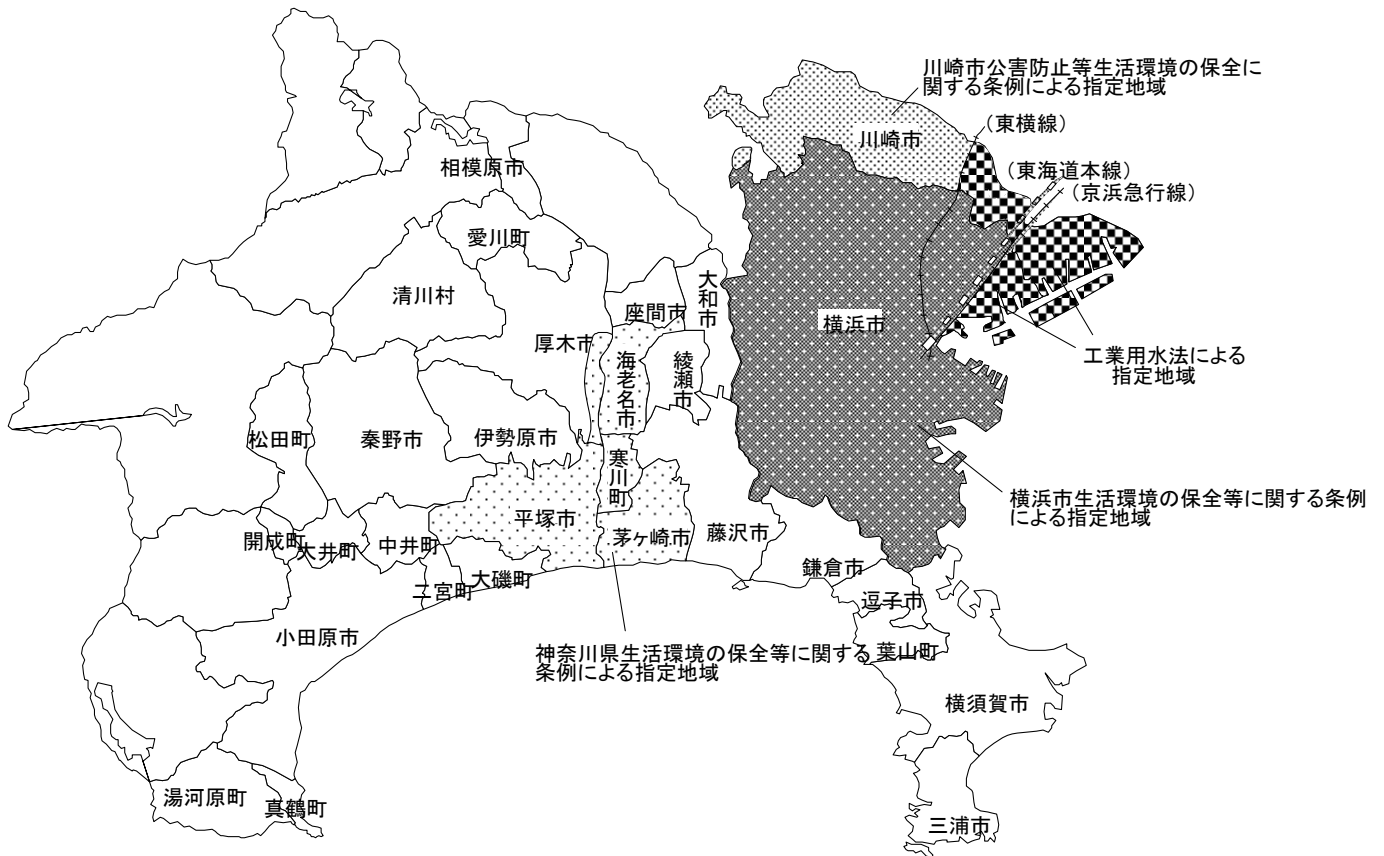 川崎市公害防止等生活環境の保全に
関する条例による指定地域
(東横線)
川崎市
相模原市
(東海道本線)
(京浜急行線)
愛川町
大和市
清川村
座間市
横浜市
厚木市
海老名市
綾瀬市
工業用水法による
指定地域
松田町
秦野市
伊勢原市
寒川町
横浜市生活環境の保全等に関する条例
による指定地域
平塚市
茅ヶ崎市
藤沢市
開成町
大井町
中井町
鎌倉市
大磯町
二宮町
逗子市
小田原市
神奈川県生活環境の保全等に関する
条例による指定地域
葉山町
横須賀市
湯河原町
真鶴町
三浦市